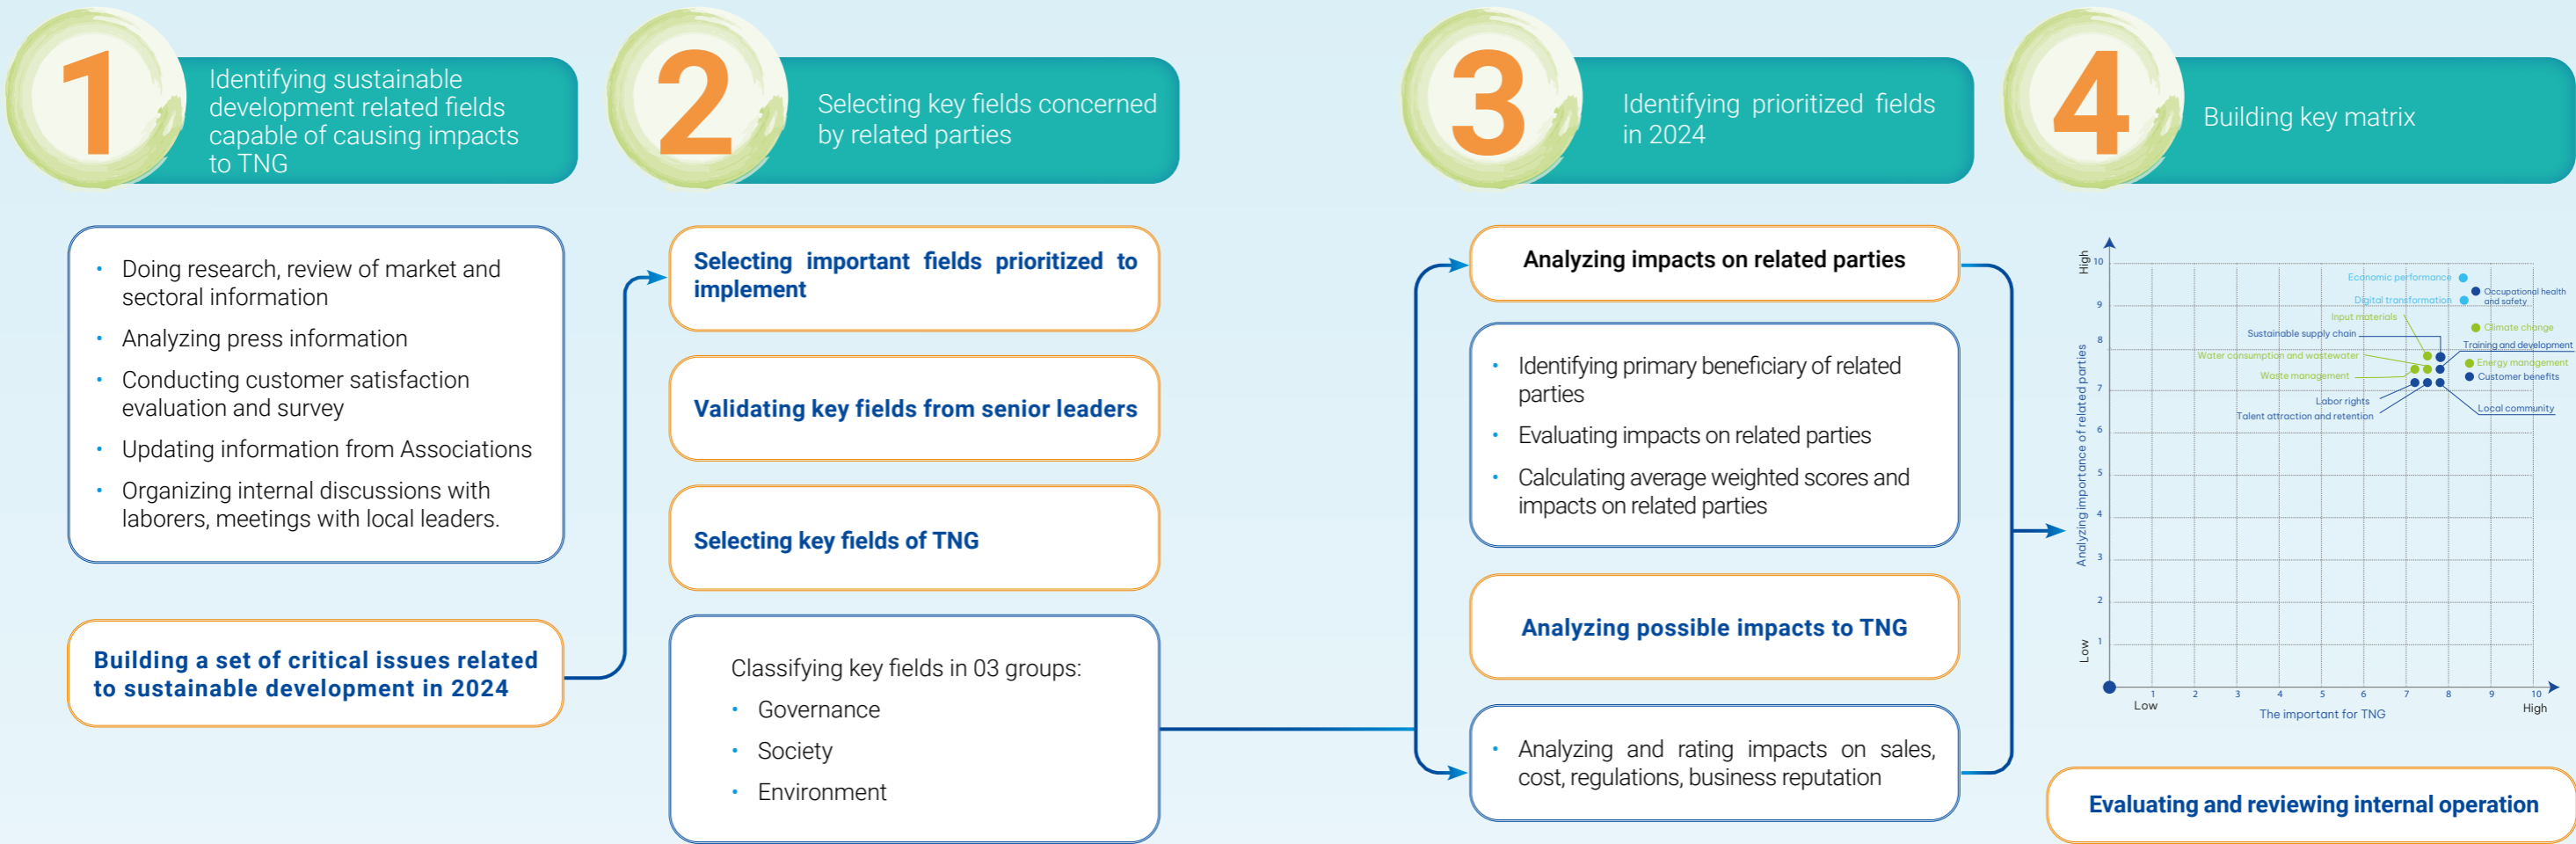 1
Identifying sustainable
development related fields
capable of causing impacts
to TNG
• Doing research, review of market and
sectoral information
• Analyzing press information
• Conducting customer satisfaction
evaluation and survey
• Updating information from Associations
• Organizing internal discussions with
laborers, meetings with local leaders.
Building a set of critical issues related
to sustainable development in 2024
2
Selecting key fields concerned
by related parties
Selecting important fields prioritized to
implement
Validating key fields from senior leaders
Selecting key fields of TNG
Classifying key fields in 03 groups:
• Governance
• Society
• Environment
3
Identifying prioritized fields
in 2024
Analyzing impacts on related parties
• Identifying primary beneficiary of related
parties
• Evaluating impacts on related parties
• Calculating average weighted scores and
impacts on related parties
Analyzing possible impacts to TNG
• Analyzing and rating impacts on sales,
cost, regulations, business reputation
4
Building key matrix
High
Analyzing importance of related parties
Low
10
9
8
7
6
5
4
3
2
1
Economic performance
Occupational health
and safety
Digital transformation
Input materials
Climate change
Sustainable supply chain
Training and development
Water consumption and wastewater
Energy management
Waste management
Customer benefits
Labor rights
Local community
Talent attraction and retention
1 2 3 4 5 6 7 8 9 10
Low
The important for TNG
High
Evaluating and reviewing internal operation